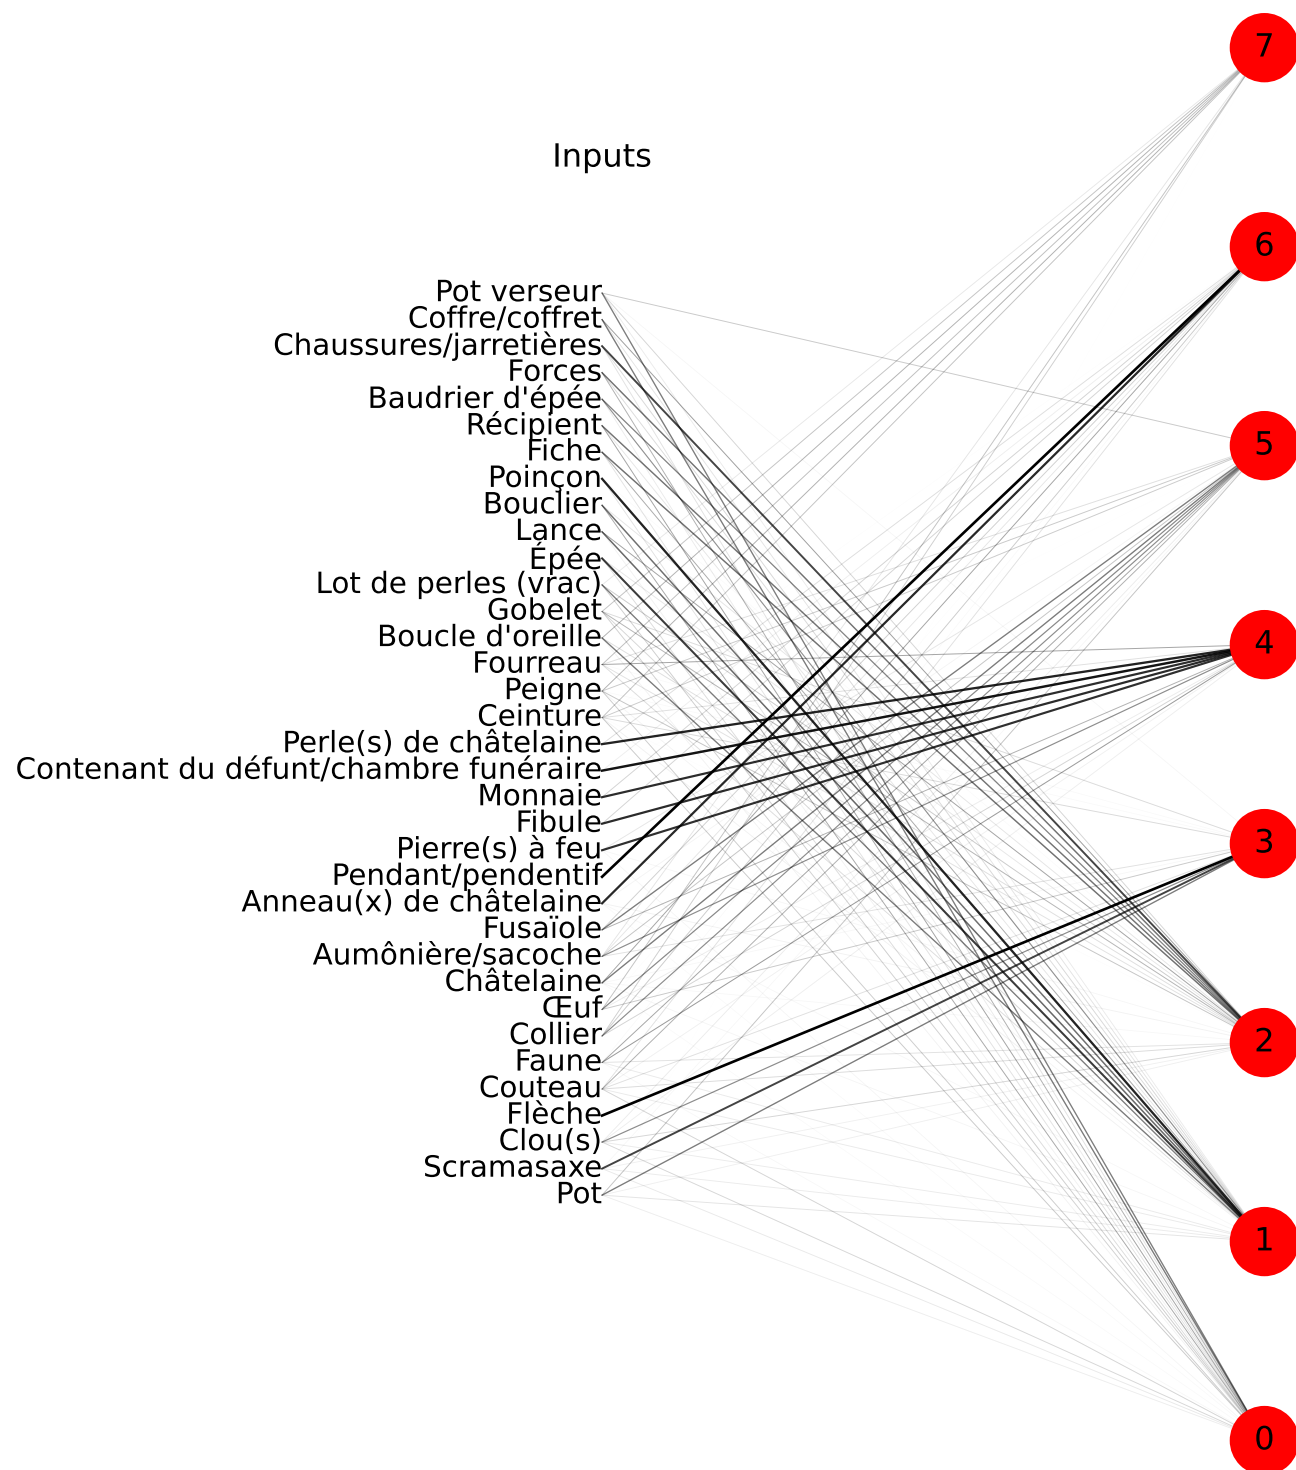 7
Inputs
6
Pot verseur
Coffre/coffret
Chaussures/jarretières
Forces
Baudrier d'épée
Récipient
5
Fiche
Poinçon
Bouclier
Lance
Épée
Lot de perles (vrac)
Gobelet
Boucle d'oreille
4
Fourreau
Peigne
Ceinture
Perle(s) de châtelaine
Contenant du défunt/chambre funéraire
Monnaie
Fibule
3
Pierre(s) à feu
Pendant/pendentif
Anneau(x) de châtelaine
Fusaïole
Aumônière/sacoche
Châtelaine
Œuf
Collier
2
Faune
Couteau
Flèche
Clou(s)
Scramasaxe
Pot
1
0